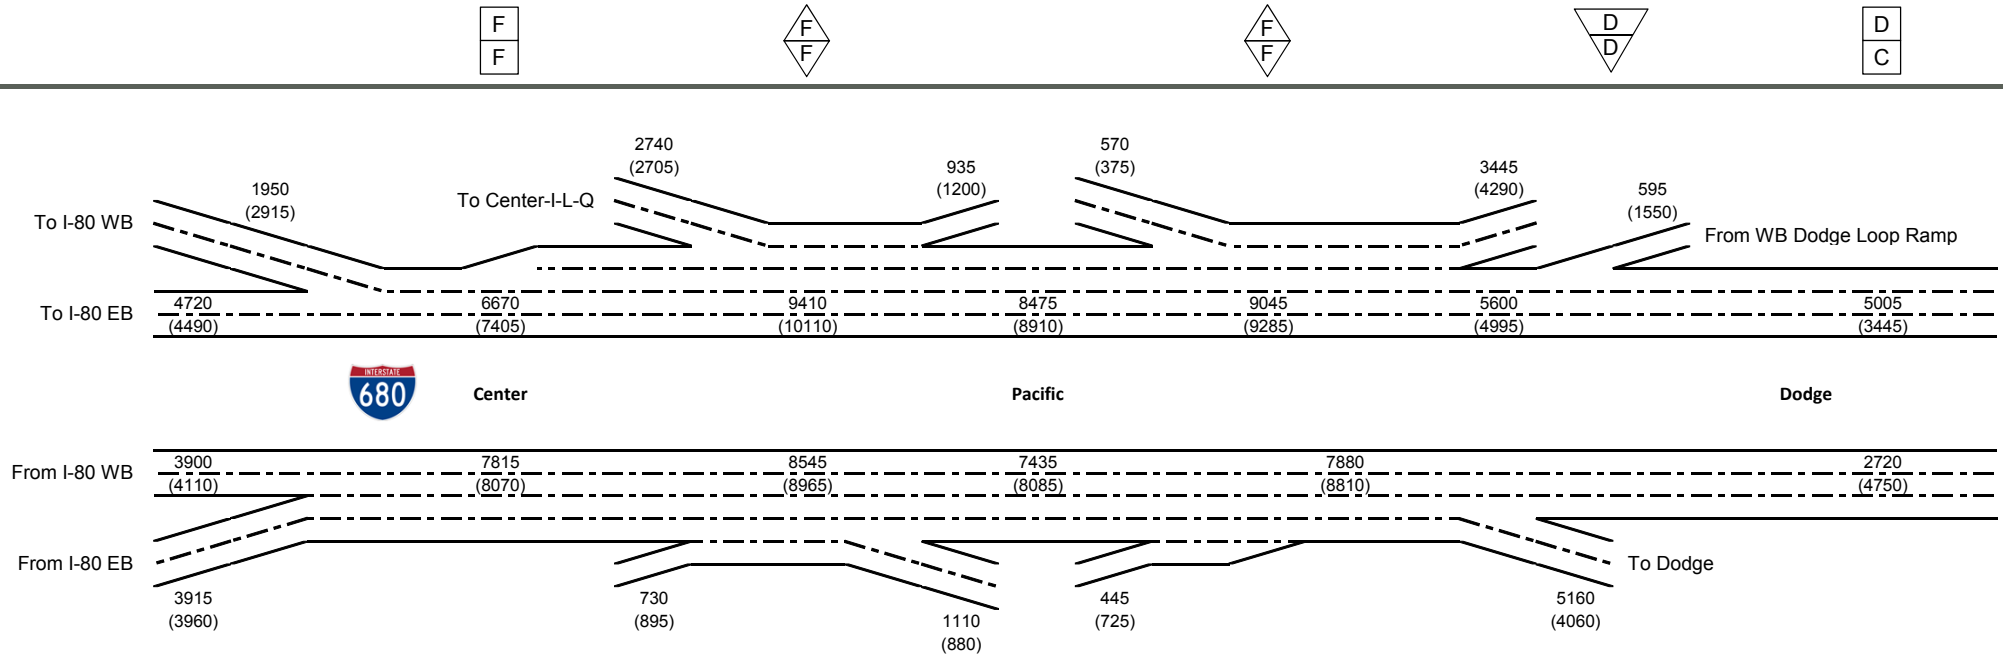 F
F
F
F
F
F
D
D
D
C
2740
(2705)
570
(375)
935
(1200)
3445
(4290)
1950
(2915)
595
(1550)
To Center-I-L-Q
To I-80 WB
From WB Dodge Loop Ramp
To I-80 EB
4720
(4490)
6670
(7405)
9410
(10110)
8475
(8910)
9045
(9285)
5600
(4995)
5005
(3445)
INTERSTATE
680
Center
Pacific
Dodge
From I-80 WB
3900
(4110)
7815
(8070)
8545
(8965)
7435
(8085)
7880
(8810)
2720
(4750)
From I-80 EB
To Dodge
3915
(3960)
730
(895)
1110
(880)
445
(725)
5160
(4060)